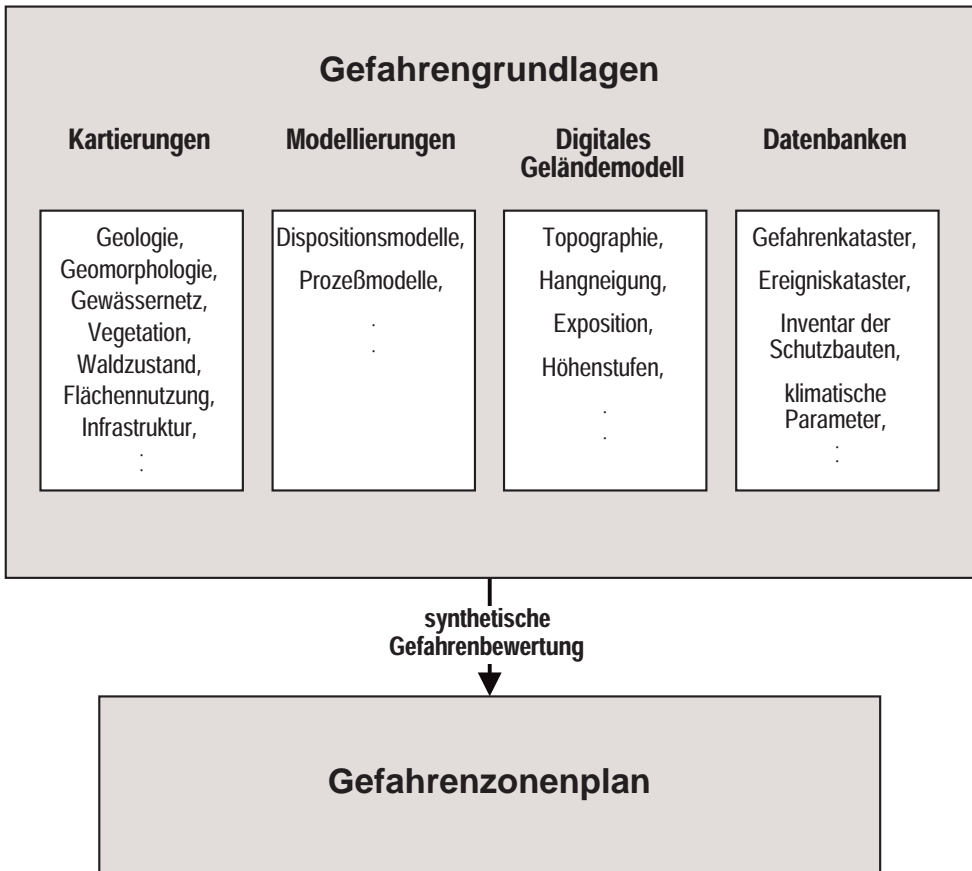 Gefahrengrundlagen
Kartierungen
Geologie,
Geomorphologie,
Gewässernetz,
Vegetation,
Waldzustand,
Flächennutzung,
Infrastruktur,
.
.
Modellierungen
Dispositionsmodelle,
Prozeßmodelle,
.
.
Digitales
Geländemodell
Topographie,
Hangneigung,
Exposition,
Höhenstufen,
.
.
Datenbanken
Gefahrenkataster,
Ereigniskataster,
Inventar der
Schutzbauten,
klimatische
Parameter,
.
.
synthetische
Gefahrenbewertung
Gefahrenzonenplan